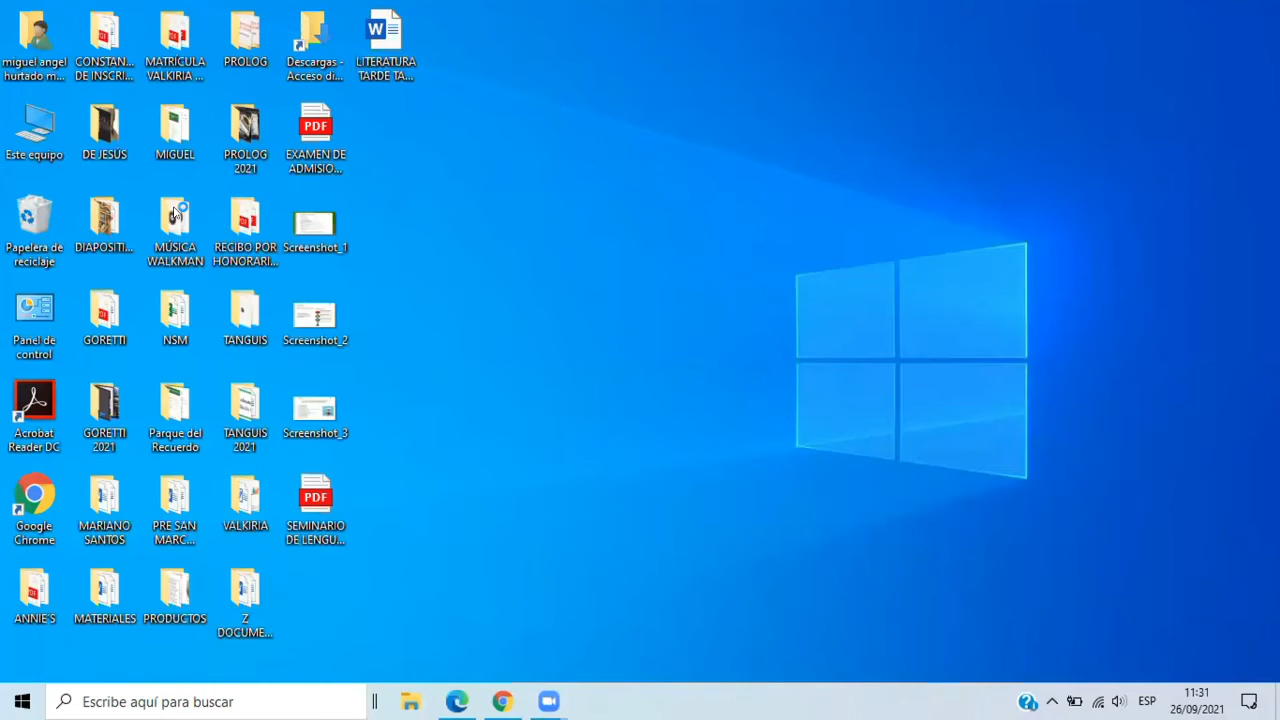 miguel angel
hurtado m...
CONSTAN...
DE INSCRI...
MATRÍCULA
VALKIRIA ...
PROLOG
Descargas -
Acceso di...
W
LITERATURA
TARDE TA...
Este equipo
DE JESÚS
MIGUEL
PROLOG
2021
PDF
EXAMEN DE
ADMISIO...
Papelera de
reciclaje
DIAPOSITI...
MÚSICA
WALKMAN
RECIBO POR
HONORARI...
Screenshot_1
Panel de
control
GORETTI
NSM
TANGUIS
Screenshot_2
Acrobat
Reader DC
GORETTI
2021
Parque del
Recuerdo
TANGUIS
2021
Screenshot_3
Google
Chrome
MARIANO
SANTOS
PRE SAN
MARC...
VALKIRIA
PDF
SEMINARIO
DE LENGU...
ANNIE'S
MATERIALES
PRODUCTOS
Z
DOCUME...
Escribe aquí para buscar
ESP
11:31
26/09/2021